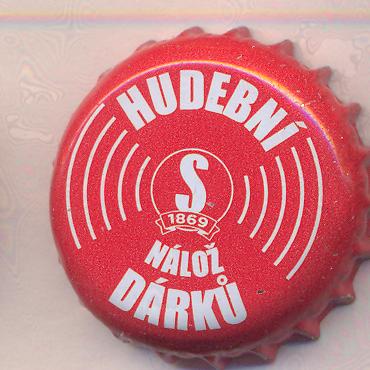 HUDEBNÍ
S
1869
NÁLOŽ
DÁRKŮ